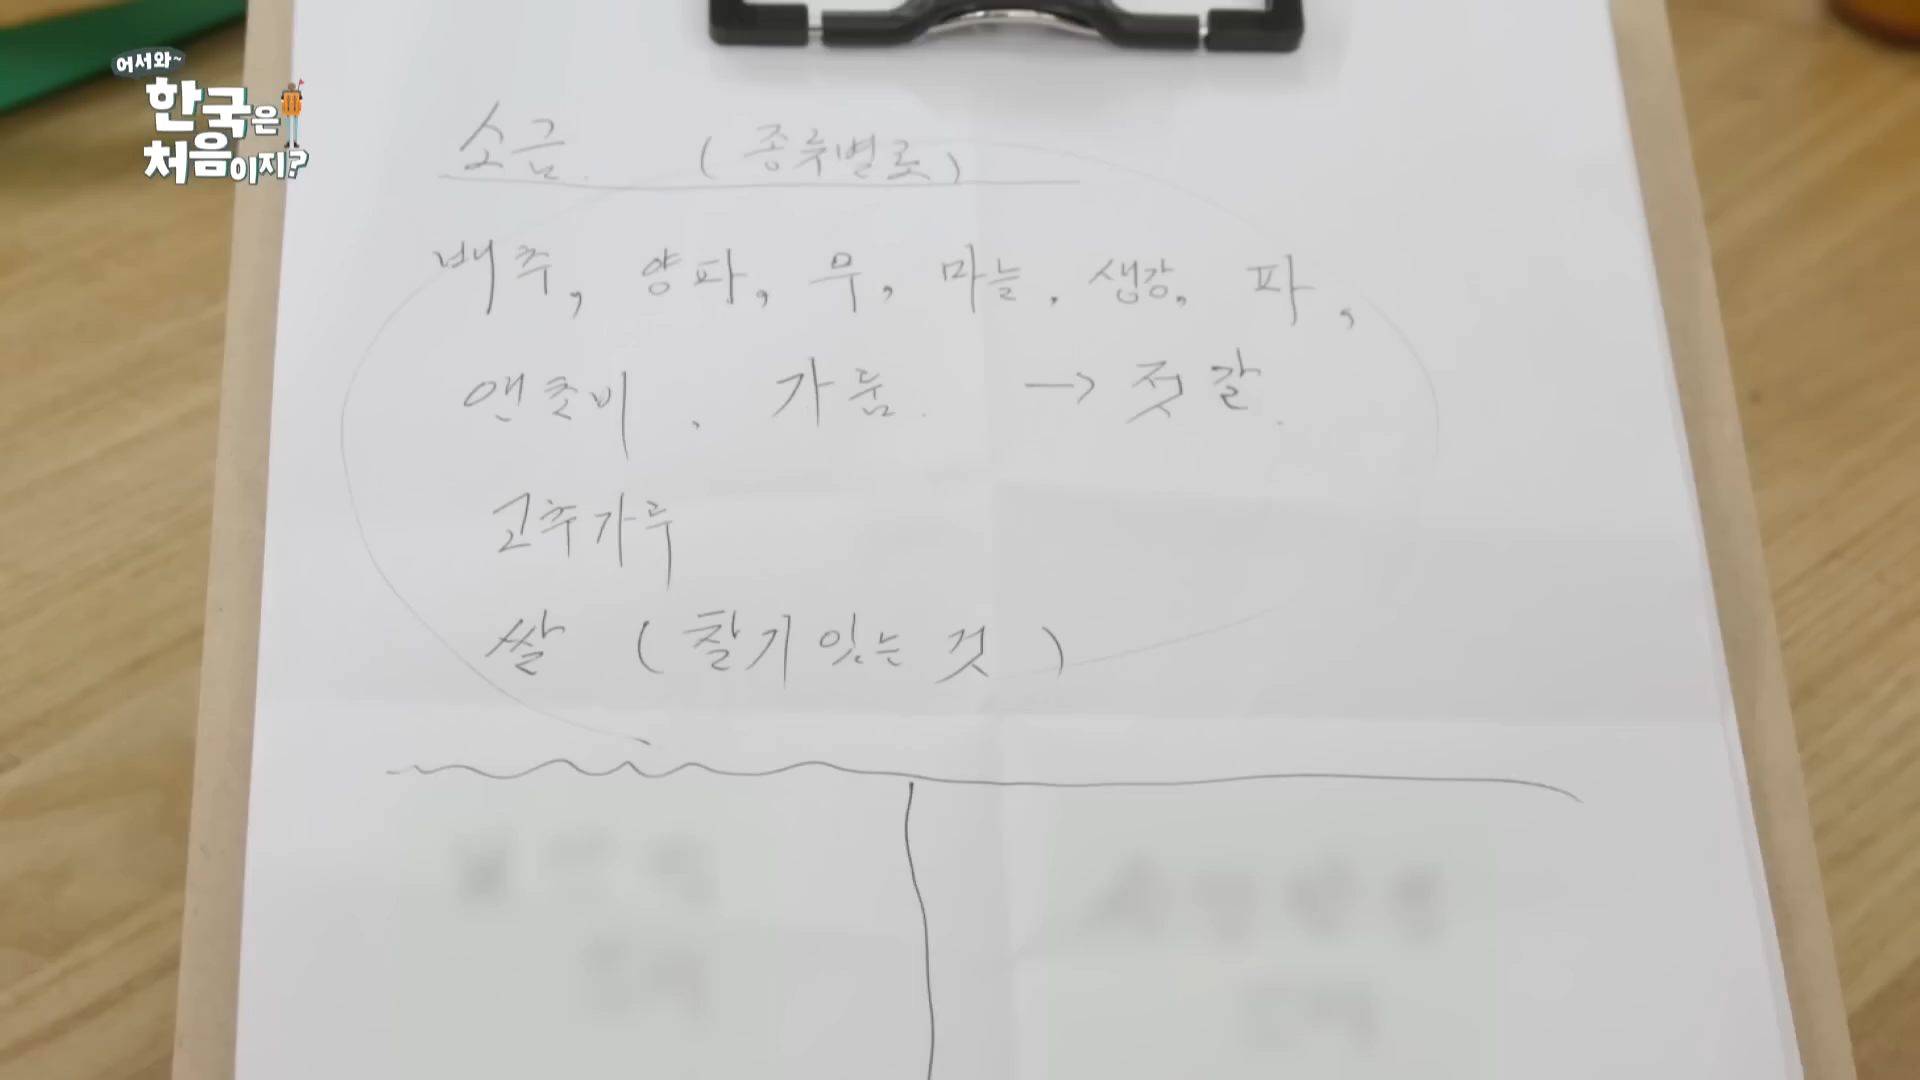 어서와~
한국은
처음이지?
소금. (종류별로)
배추, 양파, 무, 마늘, 생강, 파,
앤초비, 가룸. → 젓갈.
고추가루
쌀 (찰기 있는 것)